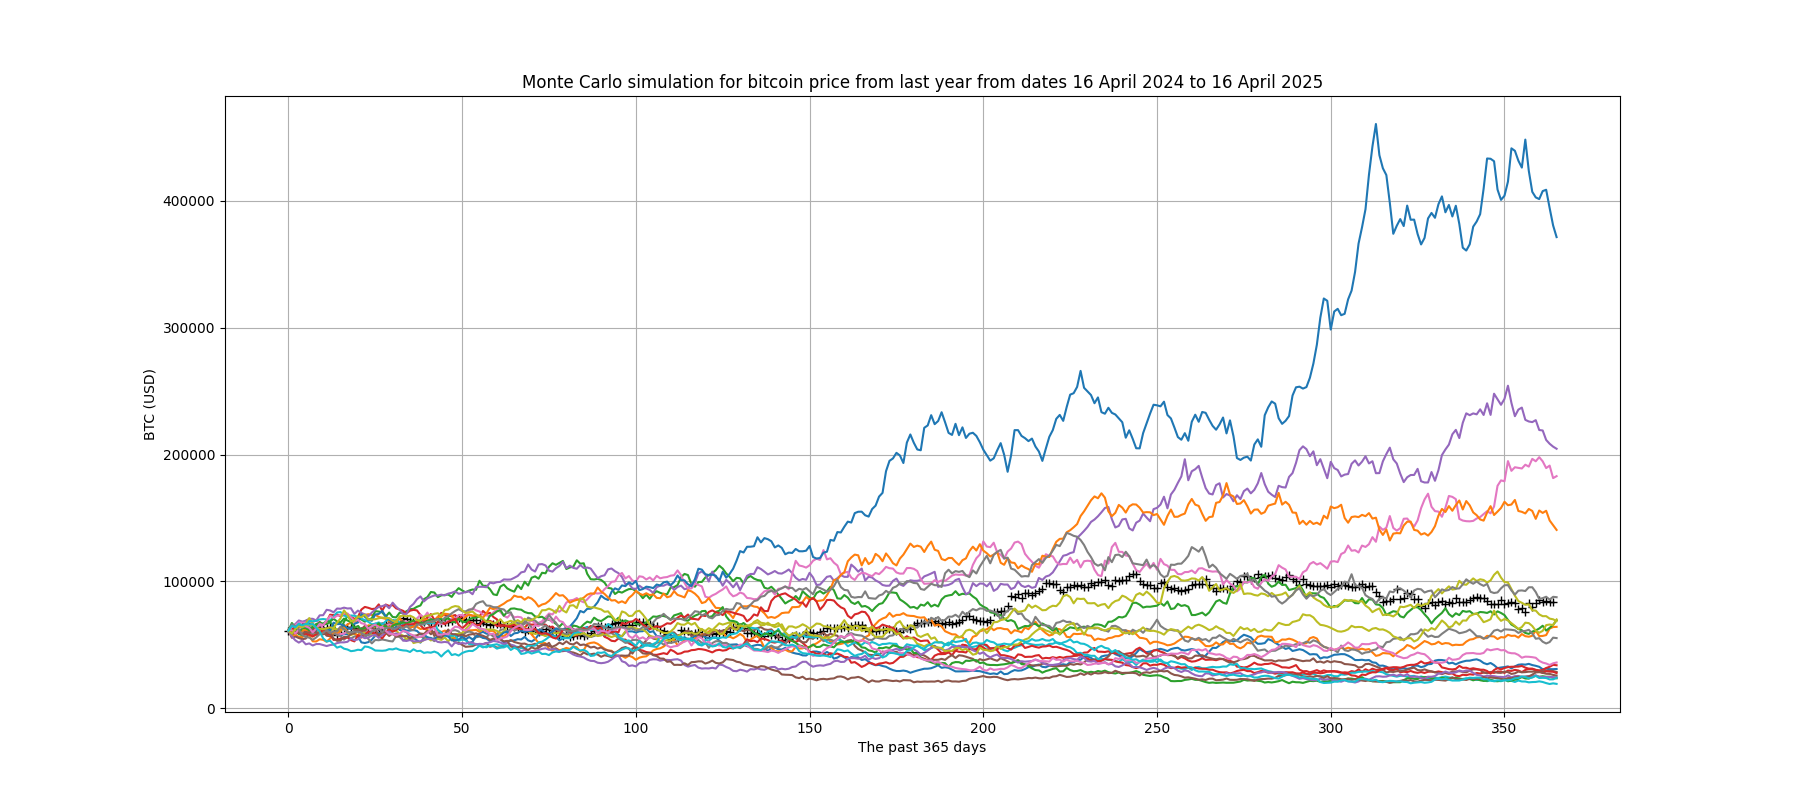 Monte Carlo simulation for bitcoin price from last year from dates 16 April 2024 to 16 April 2025
BTC (USD)
400000
300000
200000
100000
0
0 50 100 150 200 250 300 350
The past 365 days